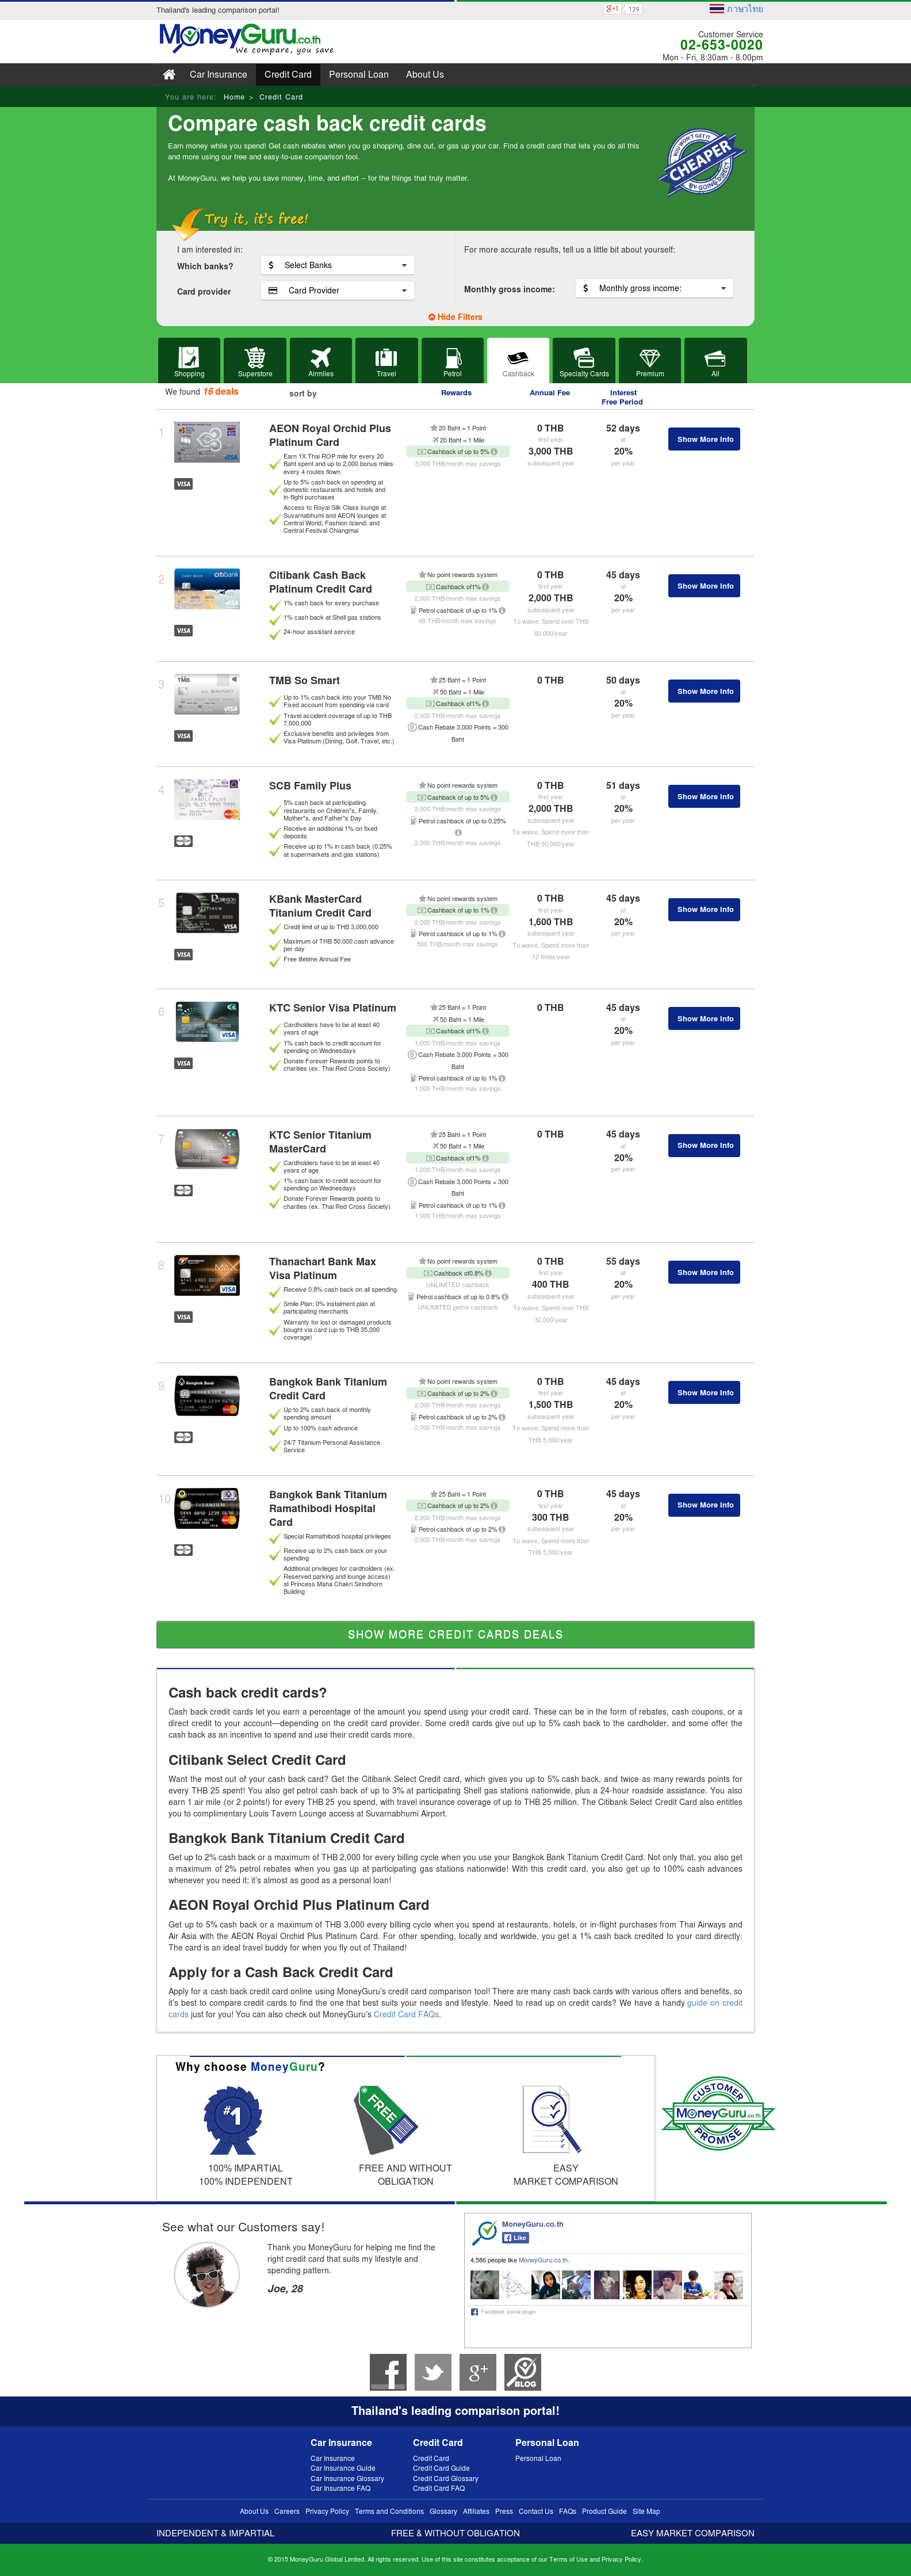 Thailand's leading comparison portal!
g+1 129
ภาษาไทย
MoneyGuru.co.th
We compare, you save
Customer Service
02-653-0020
Mon - Fri, 8:30am - 8.00pm
Car Insurance Credit Card Personal Loan About Us
You are here: Home > Credit Card
Compare cash back credit cards
Earn money while you spend! Get cash rebates when you go shopping, dine out, or gas up your car. Find a credit card that lets you do all this
and more using our free and easy-to-use comparison tool.
At MoneyGuru, we help you save money, time, and effort – for the things that truly matter.
YOU WON'T GET IT
CHEAPER
BY GOING DIRECT
Try it, it's free!
I am interested in:
Which banks? $ Select Banks
Card provider Card Provider
For more accurate results, tell us a little bit about yourself:
Monthly gross income: $ Monthly gross income:
Hide Filters
Shopping Superstore Airmiles Travel Petrol Cashback Specialty Cards Premium All
We found 16 deals
sort by
Rewards
Annual Fee
Interest
Free Period
1
AEON Royal Orchid Plus
Platinum Card
Earn 1X Thai ROP mile for every 20
Baht spent and up to 2,000 bonus miles
every 4 routes flown
Up to 5% cash back on spending at
domestic restaurants and hotels and
in-flight purchases
Access to Royal Silk Class lounge at
Suvarnabhumi and AEON lounges at
Central World, Fashion Island, and
Central Festival Chiangmai
VISA
20 Baht = 1 Point
20 Baht = 1 Mile
Cashback of up to 5%
3,000 THB/month max savings
0 THB
first year
3,000 THB
subsequent year
52 days
at
20%
per year
Show More Info
2
Citibank Cash Back
Platinum Credit Card
1% cash back for every purchase
1% cash back at Shell gas stations
24-hour assistant service
citibank
VISA
No point rewards system
Cashback of1%
2,000 THB/month max savings
Petrol cashback of up to 1%
48 THB/month max savings
0 THB
first year
2,000 THB
subsequent year
To waive, Spend over THB
60,000/year
45 days
at
20%
per year
Show More Info
3
TMB So Smart
Up to 1% cash back into your TMB No
Fixed account from spending via card
Travel accident coverage of up to THB
7,000,000
Exclusive benefits and privileges from
Visa Platinum (Dining, Golf, Travel, etc.)
TMB
VISA
25 Baht = 1 Point
50 Baht = 1 Mile
Cashback of1%
2,000 THB/month max savings
Cash Rebate 3,000 Points = 300
Baht
0 THB
50 days
at
20%
per year
Show More Info
4
SCB Family Plus
5% cash back at participating
restaurants on Children"s, Family,
Mother"s, and Father"s Day
Receive an additional 1% on fixed
deposits
Receive up to 1% in cash back (0.25%
at supermarkets and gas stations)
FAMILY PLUS
No point rewards system
Cashback of up to 5%
2,000 THB/month max savings
Petrol cashback of up to 0.25%
2,000 THB/month max savings
0 THB
first year
2,000 THB
subsequent year
To waive, Spend more than
THB 50,000/year
51 days
at
20%
per year
Show More Info
5
KBank MasterCard
Titanium Credit Card
Credit limit of up to THB 3,000,000
Maximum of THB 50,000 cash advance
per day
Free lifetime Annual Fee
VISA
No point rewards system
Cashback of up to 1%
2,000 THB/month max savings
Petrol cashback of up to 1%
500 THB/month max savings
0 THB
first year
1,600 THB
subsequent year
To waive, Spend more than
12 times/year
45 days
at
20%
per year
Show More Info
6
KTC Senior Visa Platinum
Cardholders have to be at least 40
years of age
1% cash back to credit account for
spending on Wednesdays
Donate Forever Rewards points to
charities (ex. Thai Red Cross Society)
VISA
25 Baht = 1 Point
50 Baht = 1 Mile
Cashback of1%
1,000 THB/month max savings
Cash Rebate 3,000 Points = 300
Baht
Petrol cashback of up to 1%
1,000 THB/month max savings
0 THB
45 days
at
20%
per year
Show More Info
7
KTC Senior Titanium
MasterCard
Cardholders have to be at least 40
years of age
1% cash back to credit account for
spending on Wednesdays
Donate Forever Rewards points to
charities (ex. Thai Red Cross Society)
25 Baht = 1 Point
50 Baht = 1 Mile
Cashback of1%
1,000 THB/month max savings
Cash Rebate 3,000 Points = 300
Baht
Petrol cashback of up to 1%
1,000 THB/month max savings
0 THB
45 days
at
20%
per year
Show More Info
8
Thanachart Bank Max
Visa Platinum
Receive 0.8% cash back on all spending
Smile Plan: 0% instalment plan at
participating merchants
Warranty for lost or damaged products
bought via card (up to THB 35,000
coverage)
MAX
VISA
No point rewards system
Cashback of0.8%
UNLIMITED cashback
Petrol cashback of up to 0.8%
UNLIMITED petrol cashback
0 THB
first year
400 THB
subsequent year
To waive, Spend over THB
30,000/year
55 days
at
20%
per year
Show More Info
9
Bangkok Bank Titanium
Credit Card
Up to 2% cash back of monthly
spending amount
Up to 100% cash advance
24/7 Titanium Personal Assistance
Service
Bangkok Bank
TITANIUM
No point rewards system
Cashback of up to 2%
2,000 THB/month max savings
Petrol cashback of up to 2%
2,000 THB/month max savings
0 THB
first year
1,500 THB
subsequent year
To waive, Spend more than
THB 5,000/year
45 days
at
20%
per year
Show More Info
10
Bangkok Bank Titanium
Ramathibodi Hospital
Card
Special Ramathibodi hospital privileges
Receive up to 2% cash back on your
spending
Additional privileges for cardholders (ex.
Reserved parking and lounge access)
at Princess Maha Chakri Sirindhorn
Building
TITANIUM
25 Baht = 1 Point
Cashback of up to 2%
2,000 THB/month max savings
Petrol cashback of up to 2%
2,000 THB/month max savings
0 THB
first year
300 THB
subsequent year
To waive, Spend more than
THB 5,000/year
45 days
at
20%
per year
Show More Info
SHOW MORE CREDIT CARDS DEALS
Cash back credit cards?
Cash back credit cards let you earn a percentage of the amount you spend using your credit card. These can be in the form of rebates, cash coupons, or a
direct credit to your account—depending on the credit card provider. Some credit cards give out up to 5% cash back to the cardholder, and some offer the
cash back as an incentive to spend and use their credit cards more.
Citibank Select Credit Card
Want the most out of your cash back card? Get the Citibank Select Credit card, which gives you up to 5% cash back, and twice as many rewards points for
every THB 25 spent! You also get petrol cash back of up to 3% at participating Shell gas stations nationwide, plus a 24-hour roadside assistance. You also
earn 1 air mile (or 2 points!) for every THB 25 you spend, with travel insurance coverage of up to THB 25 million. The Citibank Select Credit Card also entitles
you to complimentary Louis Tavern Lounge access at Suvarnabhumi Airport.
Bangkok Bank Titanium Credit Card
Get up to 2% cash back or a maximum of THB 2,000 for every billing cycle when you use your Bangkok Bank Titanium Credit Card. Not only that, you also get
a maximum of 2% petrol rebates when you gas up at participating gas stations nationwide! With this credit card, you also get up to 100% cash advances
whenever you need it; it's almost as good as a personal loan!
AEON Royal Orchid Plus Platinum Card
Get up to 5% cash back or a maximum of THB 3,000 every billing cycle when you spend at restaurants, hotels, or in-flight purchases from Thai Airways and
Air Asia with the AEON Royal Orchid Plus Platinum Card. For other spending, locally and worldwide, you get a 1% cash back credited to your card directly.
The card is an ideal travel buddy for when you fly out of Thailand!
Apply for a Cash Back Credit Card
Apply for a cash back credit card online using MoneyGuru's credit card comparison tool! There are many cash back cards with various offers and benefits, so
it's best to compare credit cards to find the one that best suits your needs and lifestyle. Need to read up on credit cards? We have a handy guide on credit
cards just for you! You can also check out MoneyGuru's Credit Card FAQs.
Why choose MoneyGuru?
#1
100% IMPARTIAL
100% INDEPENDENT
FREE
FREE AND WITHOUT
OBLIGATION
EASY
MARKET COMPARISON
CUSTOMER
MoneyGuru.co.th
PROMISE
See what our Customers say!
Thank you MoneyGuru for helping me find the
right credit card that suits my lifestyle and
spending pattern.
Joe, 28
MoneyGuru.co.th
Like
4,586 people like MoneyGuru.co.th.
Facebook social plugin
f
g+
BLOG
Thailand's leading comparison portal!
Car Insurance
Car Insurance
Car Insurance Guide
Car Insurance Glossary
Car Insurance FAQ
Credit Card
Credit Card
Credit Card Guide
Credit Card Glossary
Credit Card FAQ
Personal Loan
Personal Loan
About Us Careers Privacy Policy Terms and Conditions Glossary Affiliates Press Contact Us FAQs Product Guide Site Map
INDEPENDENT & IMPARTIAL FREE & WITHOUT OBLIGATION EASY MARKET COMPARISON
© 2015 MoneyGuru Global Limited. All rights reserved. Use of this site constitutes acceptance of our Terms of Use and Privacy Policy.